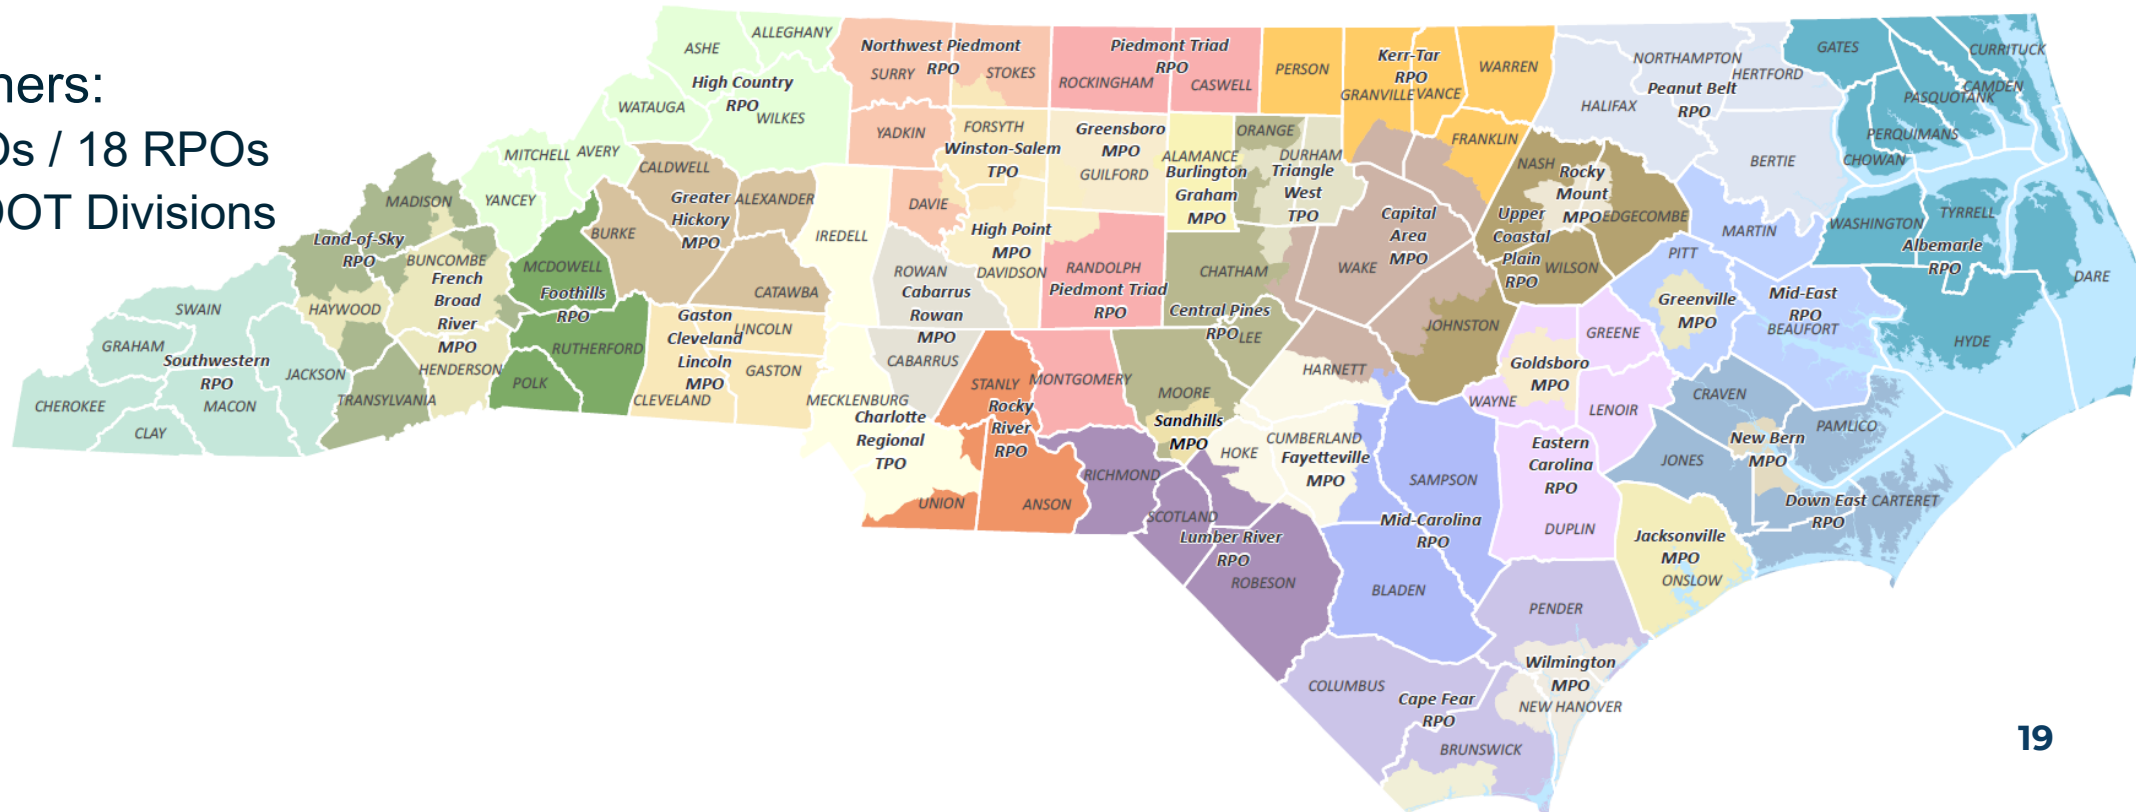 ners:
Os / 18 RPOs
DOT Divisions
ALLEGHANY
ASHE
High Country
RPO
WATAUGA
WILKES
MITCHELL
AVERY
YANCEY
Northwest Piedmont
RPO
SURRY
STOKES
YADKIN
DAVIE
Piedmont Triad
RPO
ROCKINGHAM
CASWELL
PERSON
Kerr-Tar
RPO
GRANVILLE
VANCE
WARREN
FRANKLIN
NORTHAMPTON
HERTFORD
Peanut Belt
RPO
HALIFAX
BERTIE
GATES
CURRITUCK
CAMDEN
PASQUOTANK
PERQUIMANS
CHOWAN
WASHINGTON
TYRRELL
Albemarle
RPO
DARE
HYDE
FORSYTH
Winston-Salem
TPO
Greensboro
MPO
GUILFORD
ALAMANCE
Burlington
Graham
MPO
ORANGE
DURHAM
Triangle
West
TPO
NASH
Rocky
Mount
MPO
EDGECOMBE
Upper
Coastal
Plain
RPO
WILSON
Capital
Area
MPO
WAKE
JOHNSTON
MARTIN
PITT
Greenville
MPO
Mid-East
RPO
BEAUFORT
CALDWELL
Greater
Hickory
MPO
ALEXANDER
BURKE
CATAWBA
IREDELL
High Point
MPO
DAVIDSON
RANDOLPH
Piedmont Triad
RPO
CHATHAM
Central Pines
RPO
LEE
MADISON
Land-of-Sky
RPO
BUNCOMBE
French
Broad
River
MPO
HAYWOOD
HENDERSON
TRANSYLVANIA
MCDOWELL
Foothills
RPO
RUTHERFORD
POLK
SWAIN
GRAHAM
Southwestern
RPO
JACKSON
CHEROKEE
MACON
CLAY
Gaston
Cleveland
Lincoln
MPO
LINCOLN
GASTON
CLEVELAND
ROWAN
Cabarrus
Rowan
MPO
CABARRUS
MECKLENBURG
Charlotte
Regional
TPO
UNION
STANLY
Rocky
River
RPO
ANSON
MONTGOMERY
MOORE
Sandhills
MPO
HARNETT
RICHMOND
SCOTLAND
Lumber River
RPO
ROBESON
HOKE
CUMBERLAND
Fayetteville
MPO
SAMPSON
Mid-Carolina
RPO
BLADEN
GREENE
Goldsboro
MPO
WAYNE
LENOIR
Eastern
Carolina
RPO
DUPLIN
CRAVEN
PAMLICO
New Bern
MPO
JONES
Down East
RPO
CARTERET
Jacksonville
MPO
ONSLOW
PENDER
Wilmington
MPO
NEW HANOVER
COLUMBUS
Cape Fear
RPO
BRUNSWICK
19